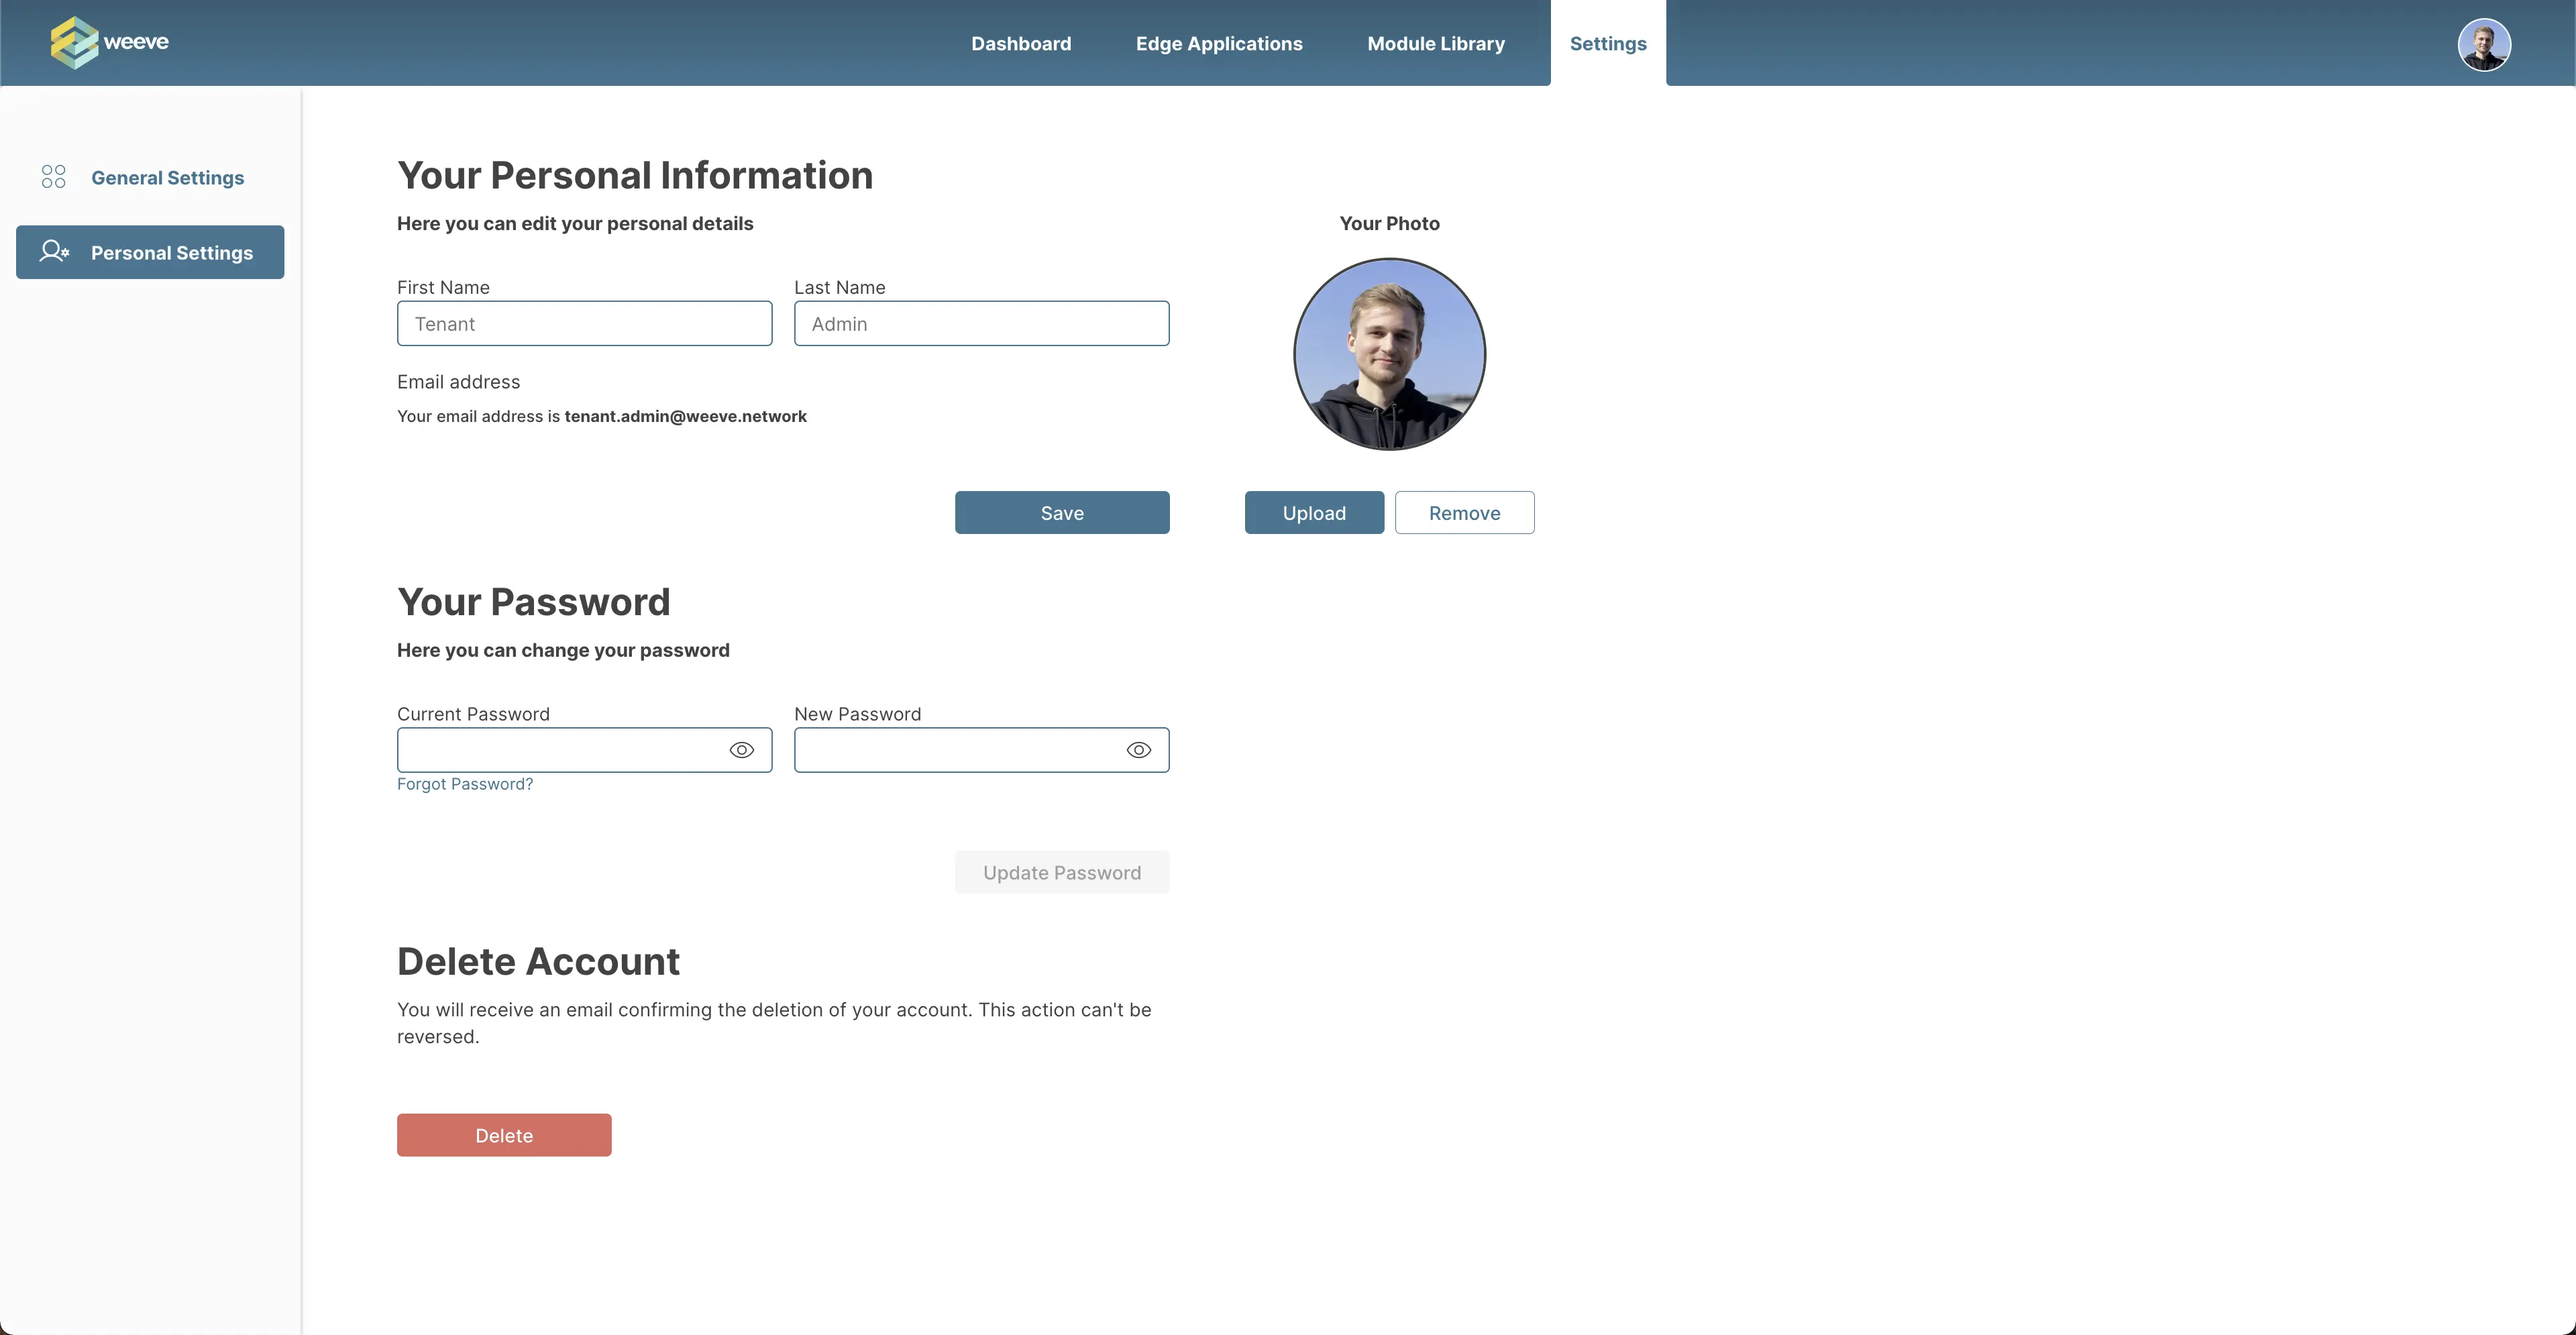 weeve
Dashboard
Edge Applications
Module Library
Settings
General Settings
Personal Settings
Your Personal Information
Here you can edit your personal details
Your Photo
First Name
Last Name
Tenant
Admin
Email address
Your email address is tenant.admin@weeve.network
Save
Upload
Remove
Your Password
Here you can change your password
Current Password
New Password
Forgot Password?
Update Password
Delete Account
You will receive an email confirming the deletion of your account. This action can't be
reversed.
Delete